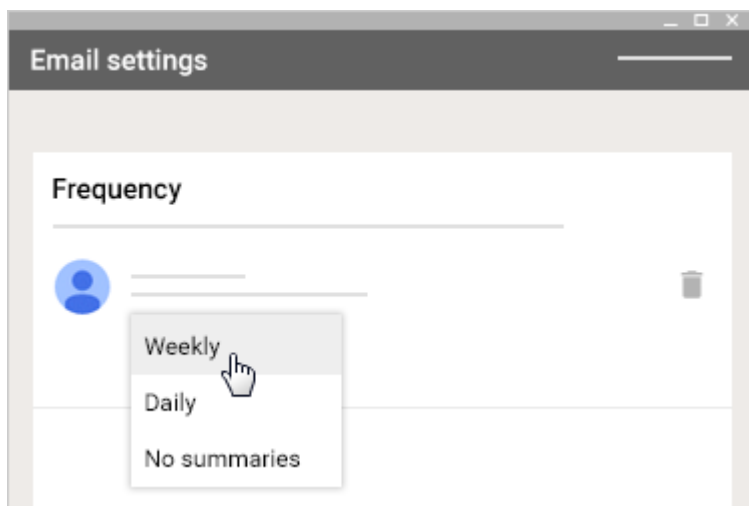 Email settings
Frequency
Weekly
Daily
No summaries